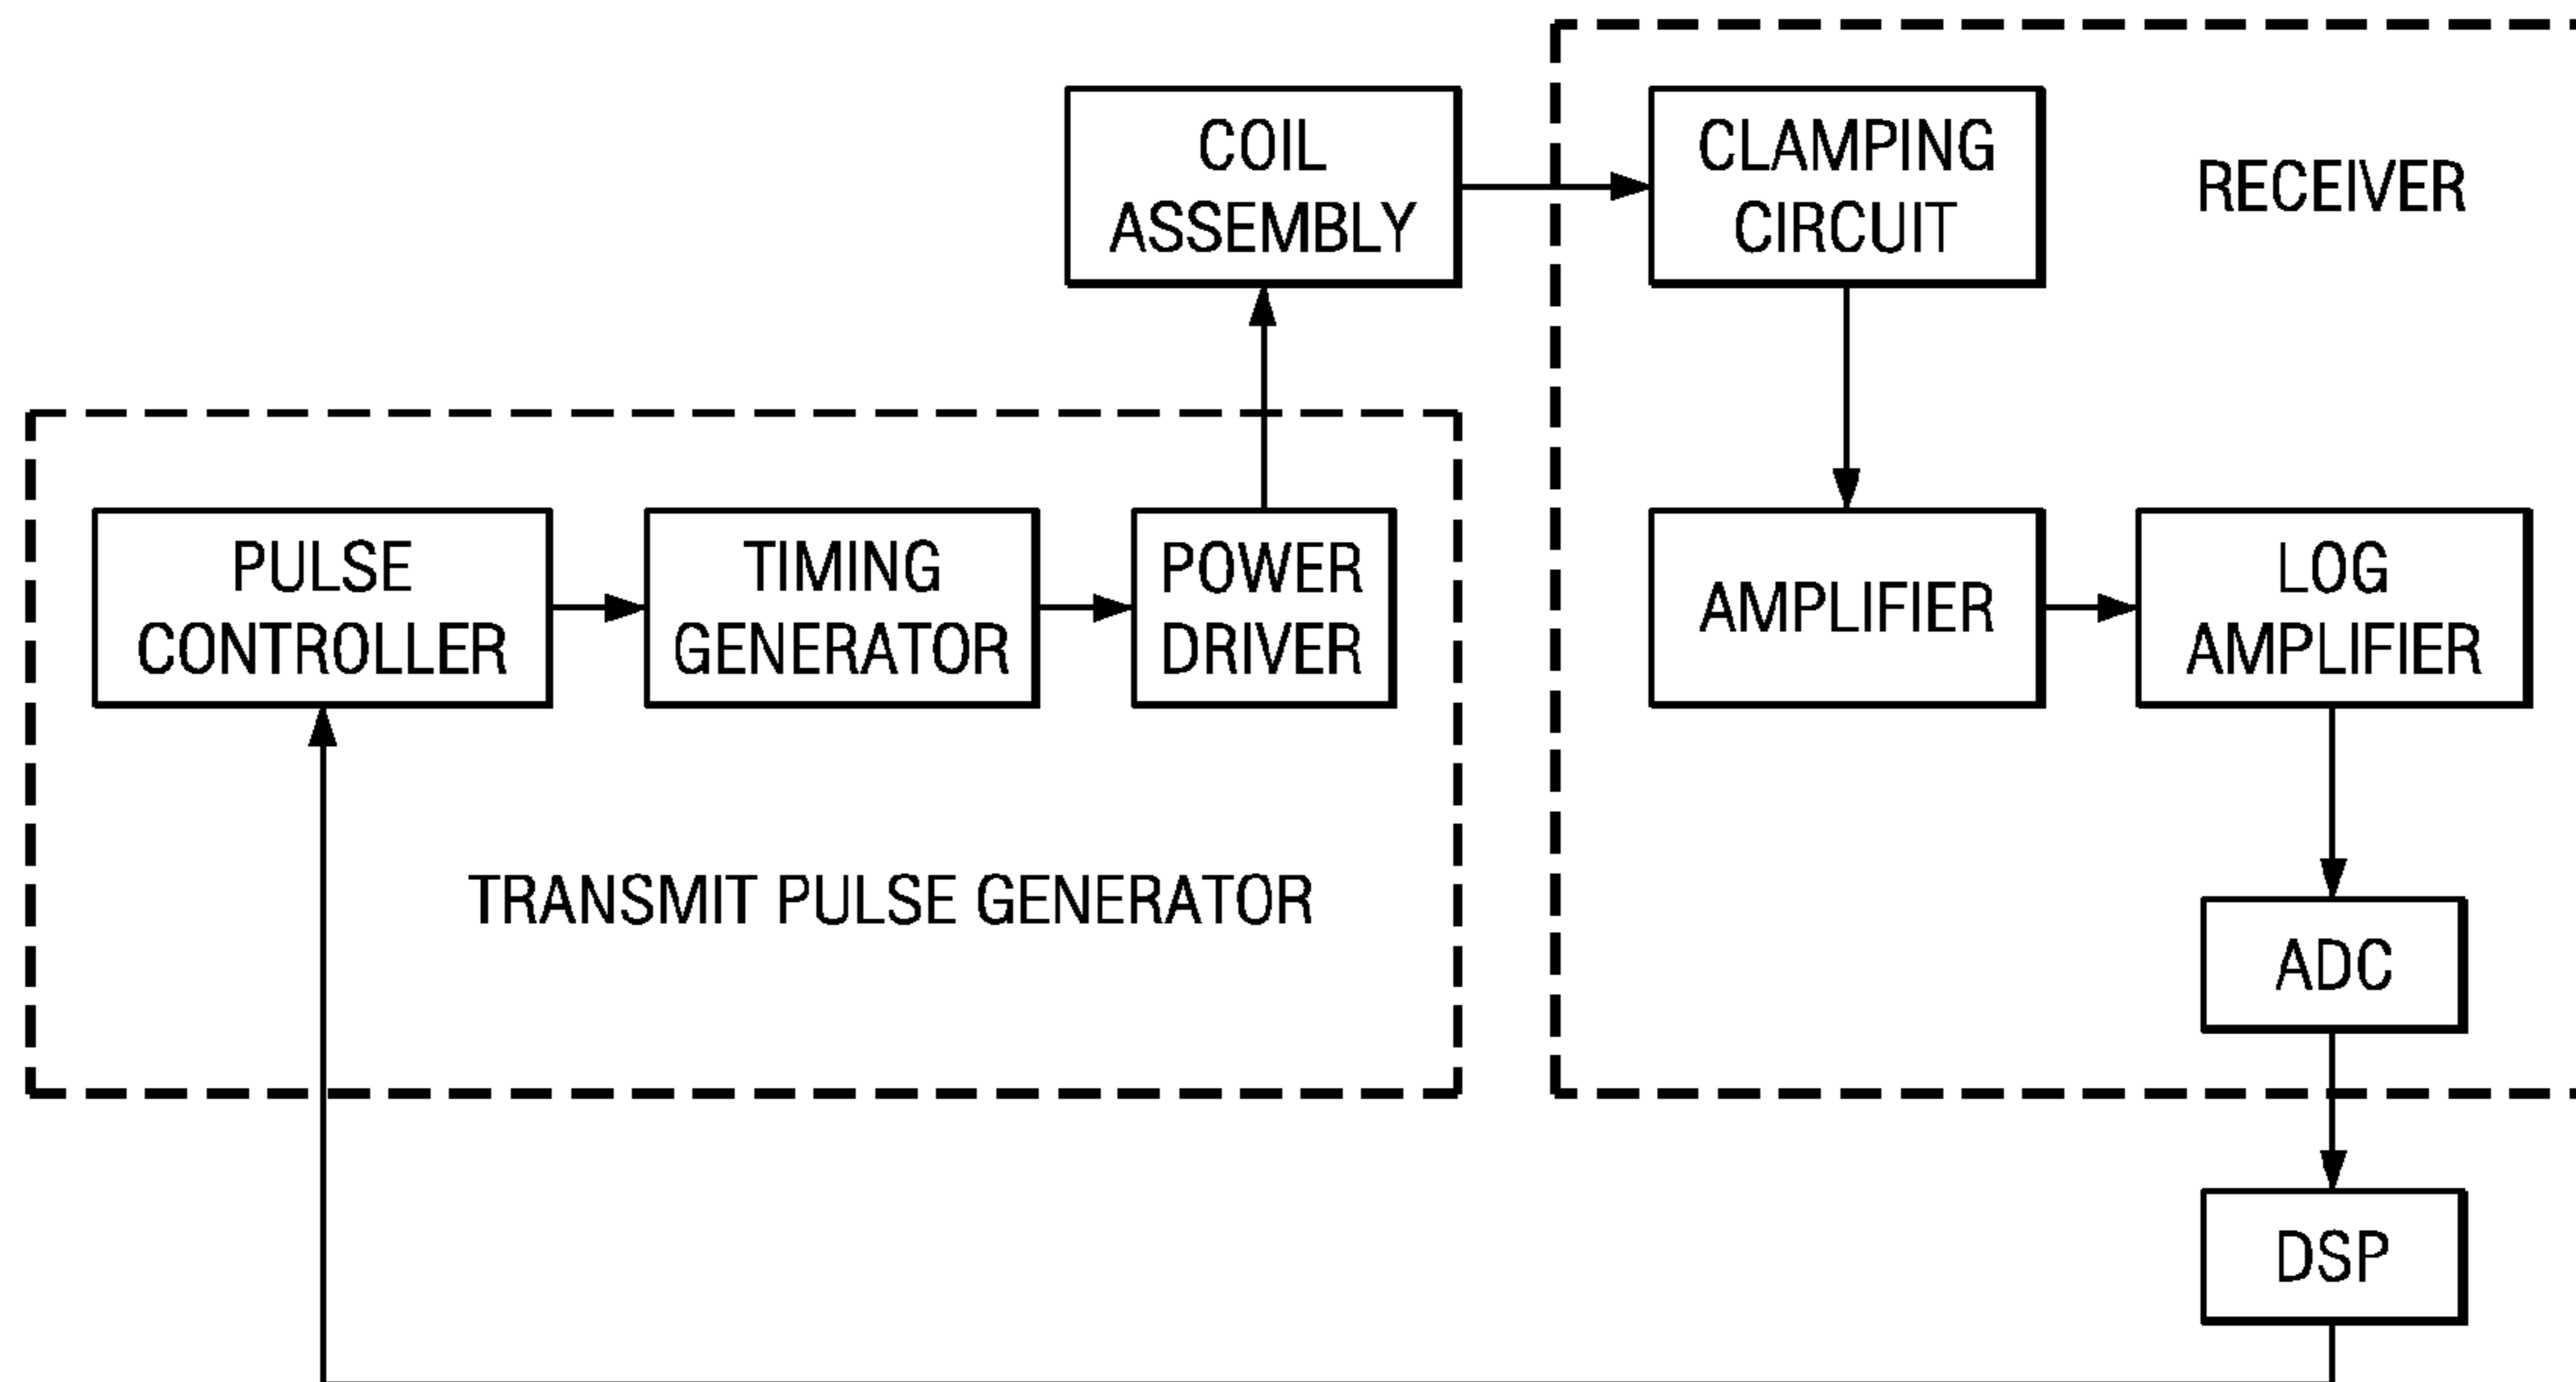 COIL
ASSEMBLY
CLAMPING
CIRCUIT
RECEIVER
PULSE
CONTROLLER
TIMING
GENERATOR
POWER
DRIVER
AMPLIFIER
LOG
AMPLIFIER
TRANSMIT PULSE GENERATOR
ADC
DSP